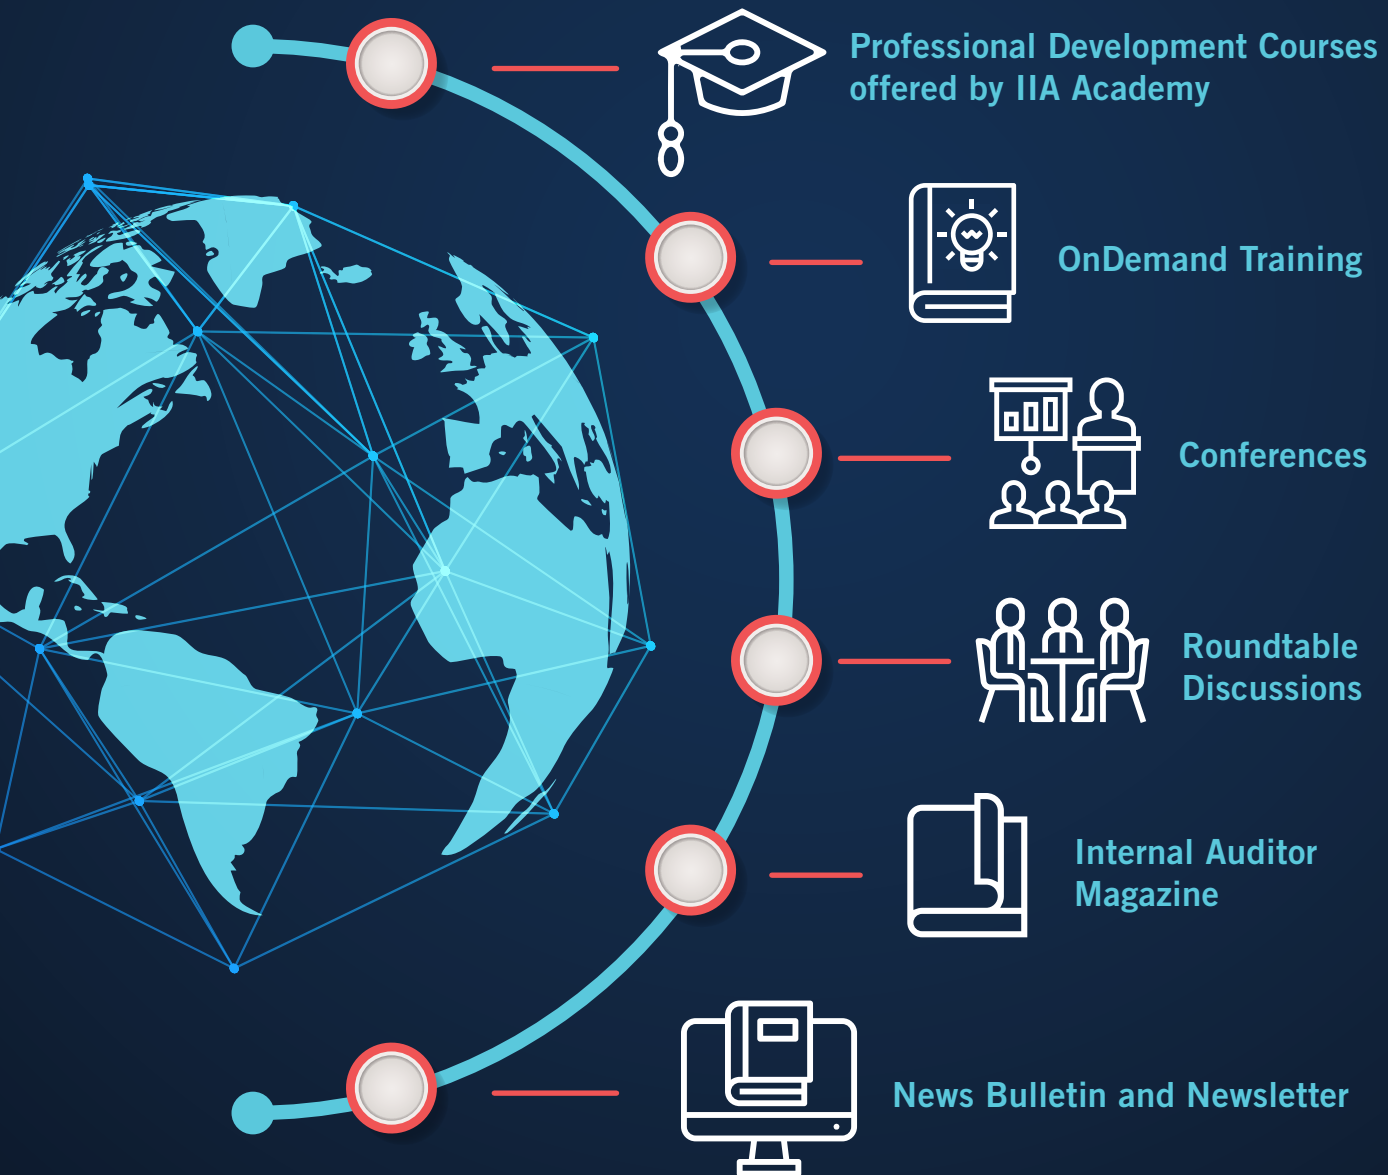 Professional Development Courses
offered by IIA Academy
OnDemand Training
Conferences
Roundtable
Discussions
Internal Auditor
Magazine
News Bulletin and Newsletter